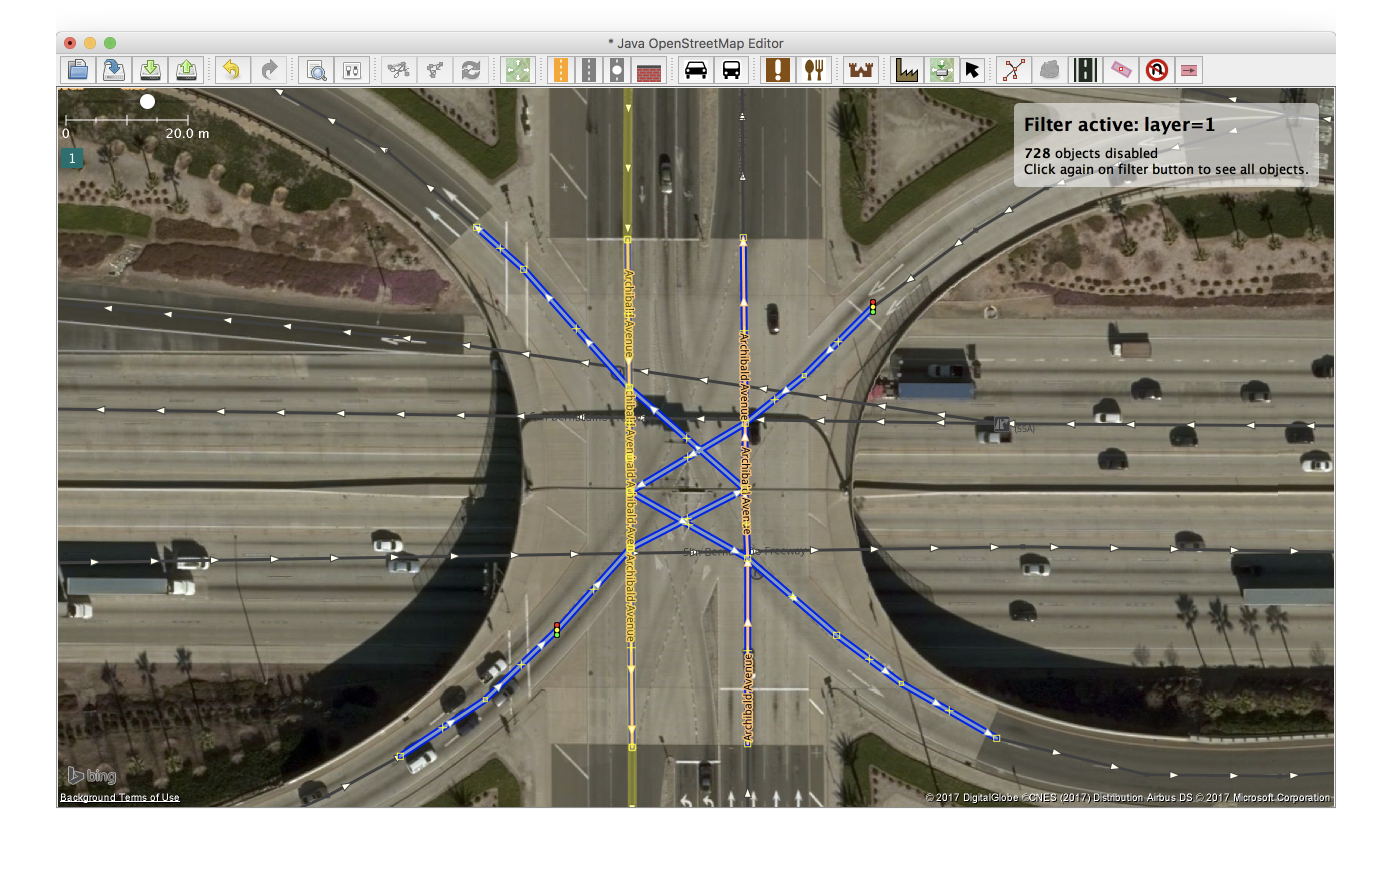 * Java OpenStreetMap Editor
0 20.0 m
1
Filter active: layer=1
728 objects disabled
Click again on filter button to see all objects.
Archibald Avenue
Archibald Avenue
Archibald Avenue
Archibald Avenue
Archibald Avenue
(SSA)
Freeway
Archibald Avenue
bing
Background Terms of Use
© 2017 DigitalGlobe ©CNES (2017) Distribution Airbus DS © 2017 Microsoft Corporation